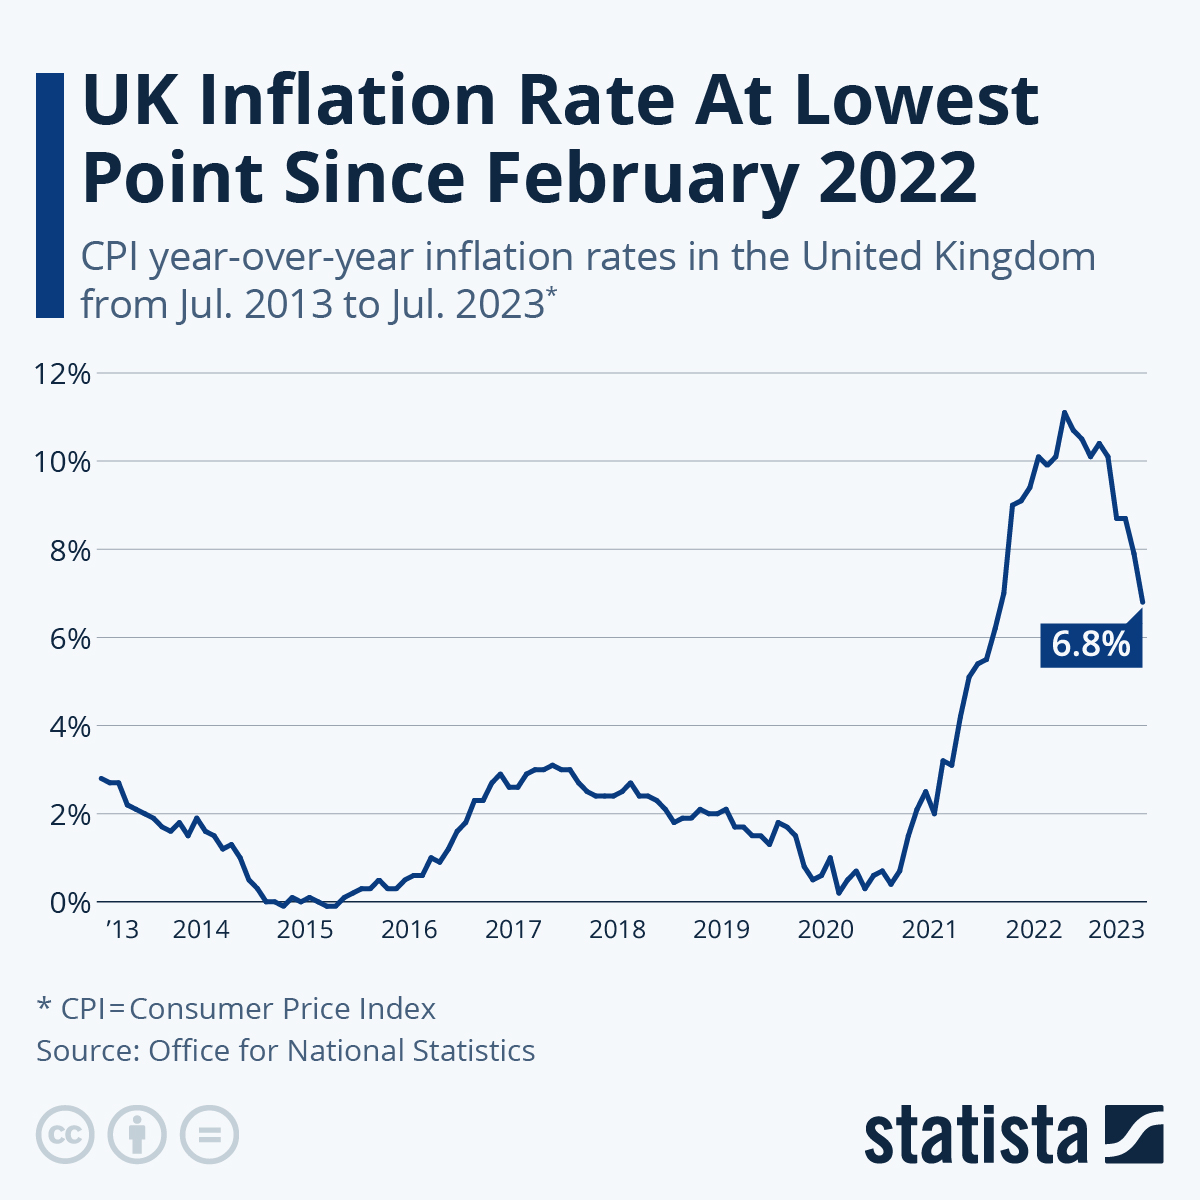 UK Inflation Rate At Lowest
Point Since February 2022
CPI year-over-year inflation rates in the United Kingdom
from Jul. 2013 to Jul. 2023*
12%
10%
8%
6%
4%
2%
0%
6.8%
’13 2014 2015 2016 2017 2018 2019 2020 2021 2022 2023
* CPI=Consumer Price Index
Source: Office for National Statistics
cc
statista